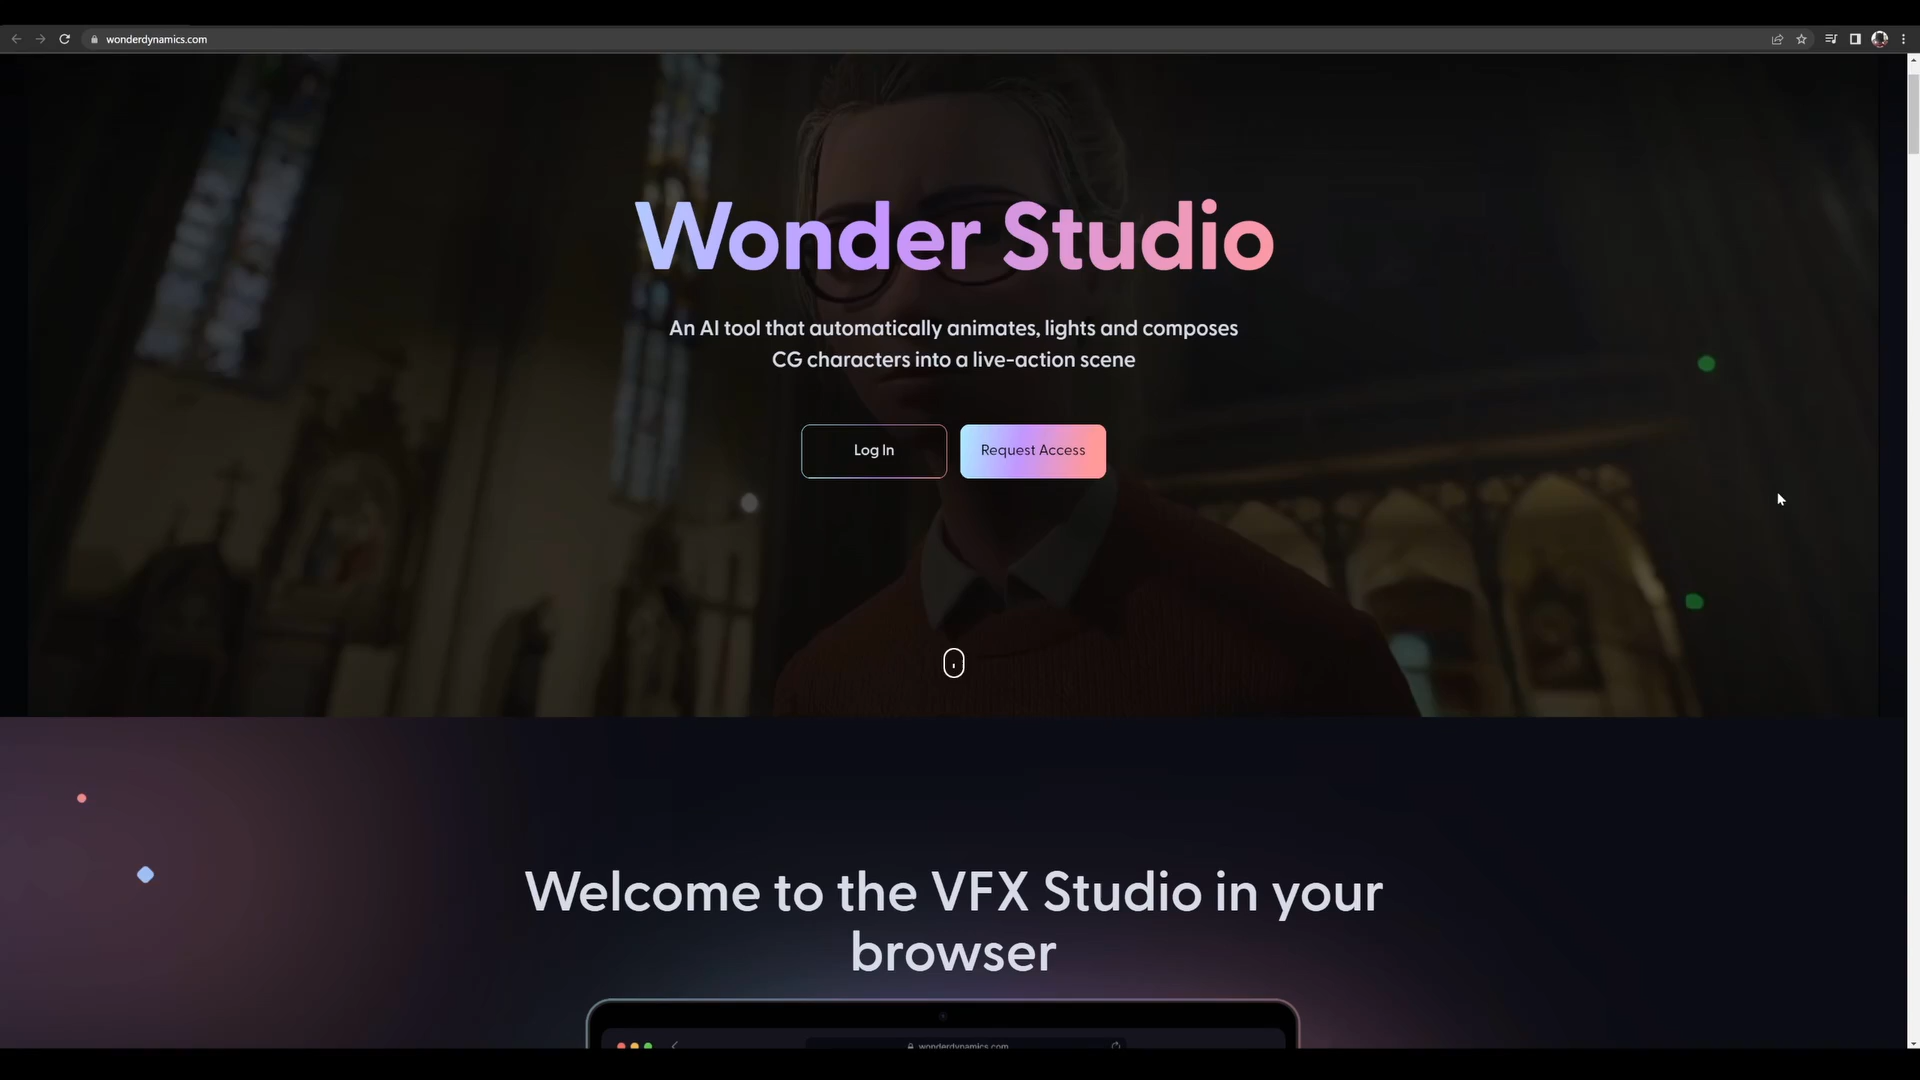 wonderdynamics.com
Wonder Studio
An AI tool that automatically animates, lights and composes
CG characters into a live-action scene
Log In
Request Access
Welcome to the VFX Studio in your
browser
wonderdynamics.com